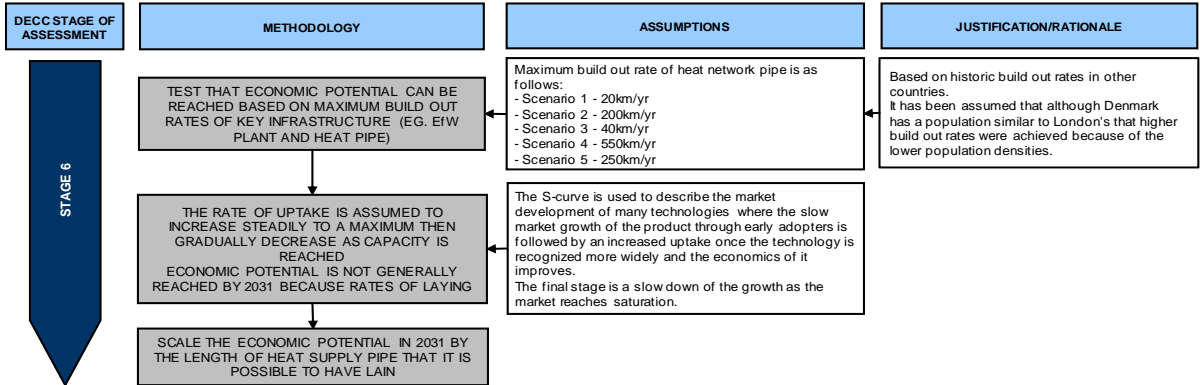 DECC STAGE OF
ASSESSMENT
METHODOLOGY
ASSUMPTIONS
JUSTIFICATION/RATIONALE
STAGE 6
TEST THAT ECONOMIC POTENTIAL CAN BE
REACHED BASED ON MAXIMUM BUILD OUT
RATES OF KEY INFRASTRUCTURE (EG. EfW
PLANT AND HEAT PIPE)
Maximum build out rate of heat network pipe is as
follows:
- Scenario 1 - 20km/yr
- Scenario 2 - 200km/yr
- Scenario 3 - 40km/yr
- Scenario 4 - 550km/yr
- Scenario 5 - 250km/yr
Based on historic build out rates in other
countries.
It has been assumed that although Denmark
has a population similar to London's that higher
build out rates were achieved because of the
lower population densities.
THE RATE OF UPTAKE IS ASSUMED TO
INCREASE STEADILY TO A MAXIMUM THEN
GRADUALLY DECREASE AS CAPACITY IS
REACHED
ECONOMIC POTENTIAL IS NOT GENERALLY
REACHED BY 2031 BECAUSE RATES OF LAYING
The S-curve is used to describe the market
development of many technologies where the slow
market growth of the product through early adopters is
followed by an increased uptake once the technology is
recognized more widely and the economics of it
improves.
The final stage is a slow down of the growth as the
market reaches saturation.
SCALE THE ECONOMIC POTENTIAL IN 2031 BY
THE LENGTH OF HEAT SUPPLY PIPE THAT IT IS
POSSIBLE TO HAVE LAIN